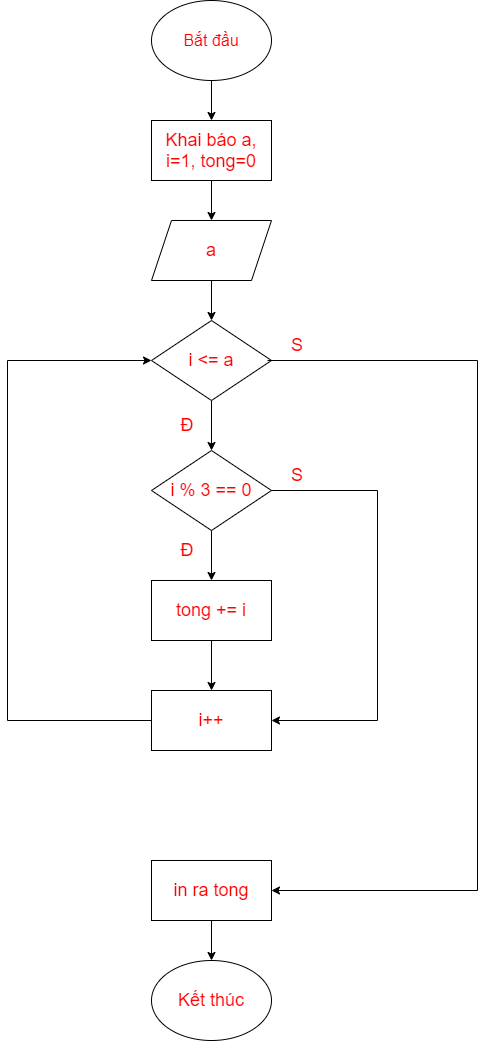 Bắt đầu
Khai báo a,
i=1, tong=0
a
i <= a
S
Đ
i % 3 == 0
S
Đ
tong += i
i++
in ra tong
Kết thúc